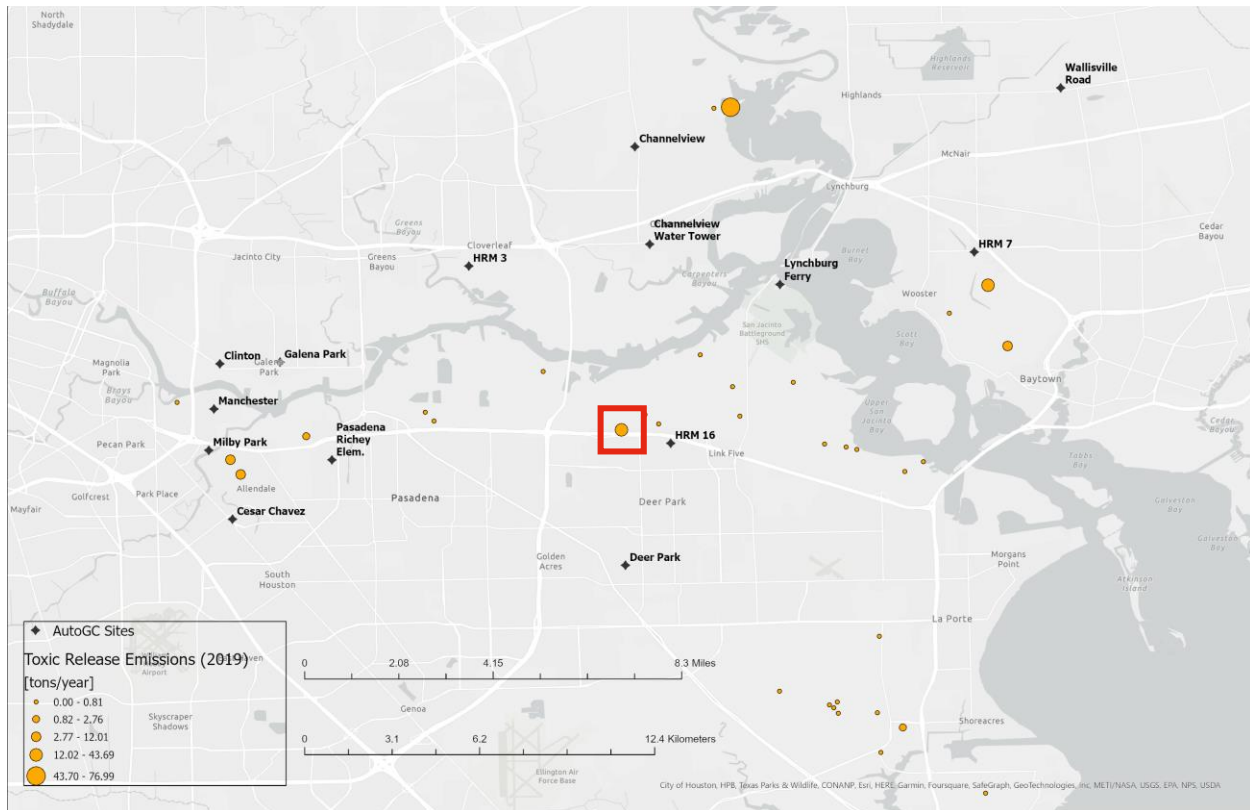 North
Shadydale
Highlands
Reservoir
Wallisville
Road
Highlands
Channelview
McNair
Lynchburg
Greens
Bayou
Channelview
Water Tower
Cedar
Bayou
Cloverleaf
Burnet
Bay
HRM 7
Jacinto City
Greens
Bayou
HRM 3
Lynchburg
Ferry
Carpenters
Bayou
Buffalo
Bayou
Wooster
San Jacinto
Battleground
SHS
Scott
Bay
Clinton
Galena Park
Galena
Park
Magnolia
Park
Baytown
Brays
Bayou
Manchester
Upper
San
Jacinto
Bay
Cedar
Bayou
Pecan Park
Milby Park
Pasadena
Richey
Elem.
HRM 16
Link Five
Tabbs
Bay
Golfcrest
Park Place
Allendale
Pasadena
Deer Park
Mayfair
Galveston
Bay
Cesar Chavez
Galveston
Bay
Golden
Acres
Deer Park
Morgans
Point
South
Houston
Atkinson
Island
La Porte
AutoGC Sites
Toxic Release Emissions (2019)
[tons/year]
0.00 - 0.81
0.82 - 2.76
2.77 - 12.01
12.02 - 43.69
43.70 - 76.99
Airport
0 2.08 4.15 8.3 Miles
Skyscraper
Shadows
Genoa
Shoreacres
0 3.1 6.2 12.4 Kilometers
Ellington Air
Force Base
City of Houston, HPB, Texas Parks & Wildlife, CONANP, Esri, HERE, Garmin, Foursquare, SafeGraph, GeoTechnologies, Inc, METI/NASA, USGS, EPA, NPS, USDA